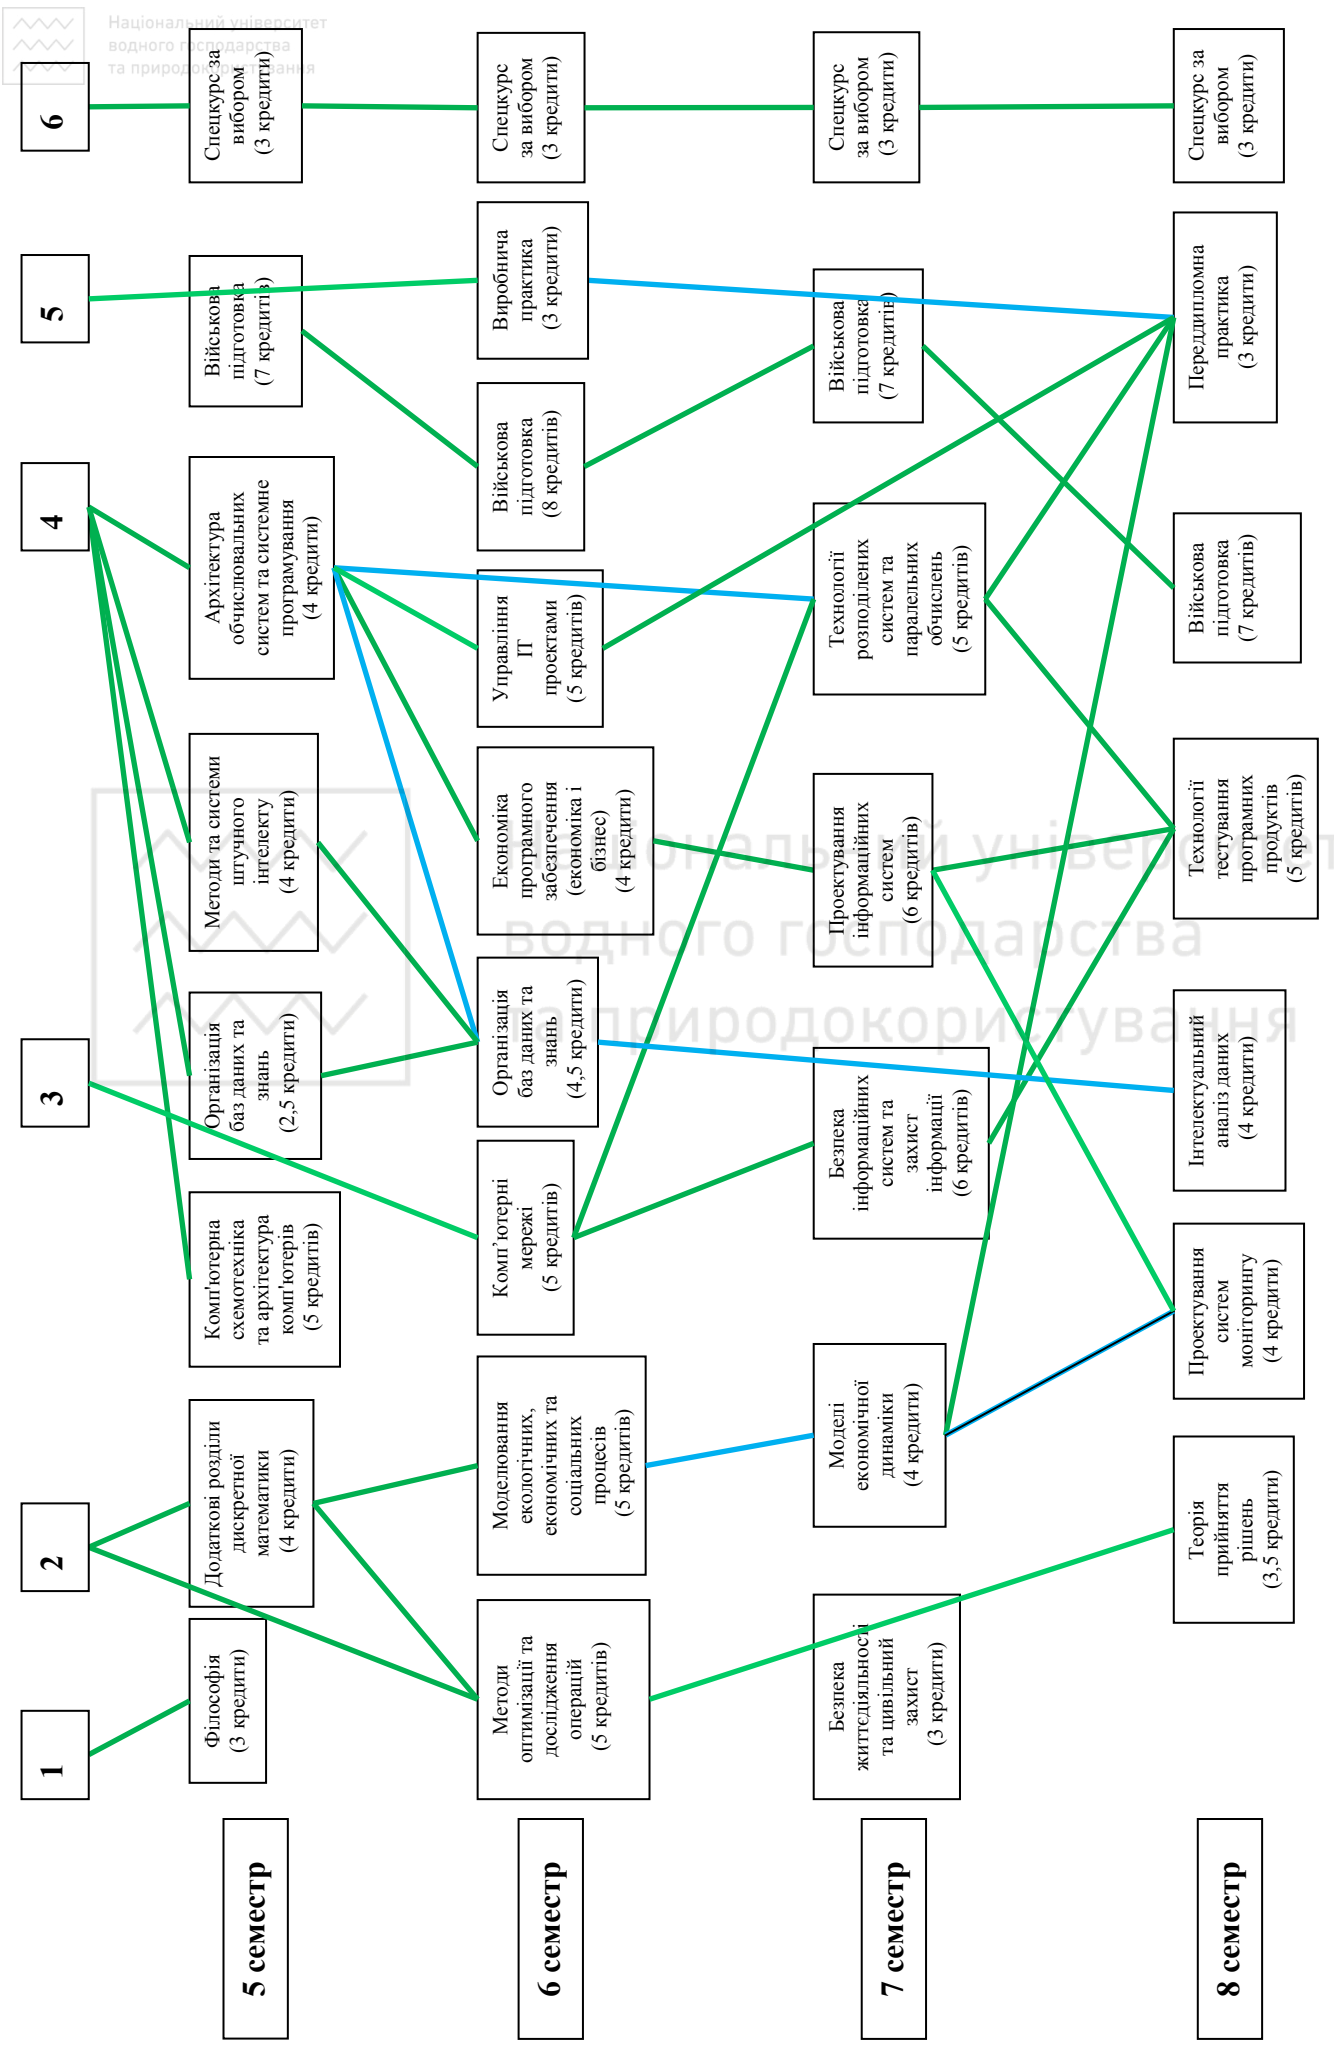 Національний університет
водного господарства
та природокористування
1
2
3
4
5
6
5 семестр
Філософія
(3 кредити)
Додаткові розділи
дискретної
математики
(4 кредити)
Комп'ютерна
схемотехніка
та архітектура
комп'ютерів
(5 кредитів)
Організація
баз даних та
знань
(2,5 кредити)
Методи та системи
штучного
інтелекту
(4 кредити)
Архітектура
обчислювальних
систем та системне
програмування
(4 кредити)
Військова
підготовка
(7 кредитів)
Спецкурс за
вибором
(3 кредити)
6 семестр
Методи
оптимізації та
дослідження
операцій
(5 кредитів)
Моделювання
екологічних,
економічних та
соціальних
процесів
(5 кредитів)
Комп’ютерні
мережі
(5 кредитів)
Організація
баз даних та
знань
(4,5 кредити)
Економіка
програмного
забезпечення
(економіка і
бізнес)
(4 кредити)
Управління
ІТ
проектами
(5 кредитів)
Військова
підготовка
(8 кредитів)
Виробнича
практика
(3 кредити)
Спецкурс
за вибором
(3 кредити)
7 семестр
Безпека
життєдіяльності
та цивільний
захист
(3 кредити)
Моделі
економічної
динаміки
(4 кредити)
Безпека
інформаційних
систем та
захист
інформації
(6 кредитів)
Проектування
інформаційних
систем
(6 кредитів)
Технології
розподілених
систем та
паралельних
обчислень
(5 кредитів)
Військова
підготовка
(7 кредитів)
Спецкурс
за вибором
(3 кредити)
8 семестр
Теорія
прийняття
рішень
(3,5 кредити)
Проектування
систем
моніторингу
(4 кредити)
Інтелектуальний
аналіз даних
(4 кредити)
Технології
тестування
програмних
продуктів
(5 кредитів)
Військова
підготовка
(7 кредитів)
Переддипломна
практика
(3 кредити)
Спецкурс за
вибором
(3 кредити)
Національний університет
водного господарства
та природокористування